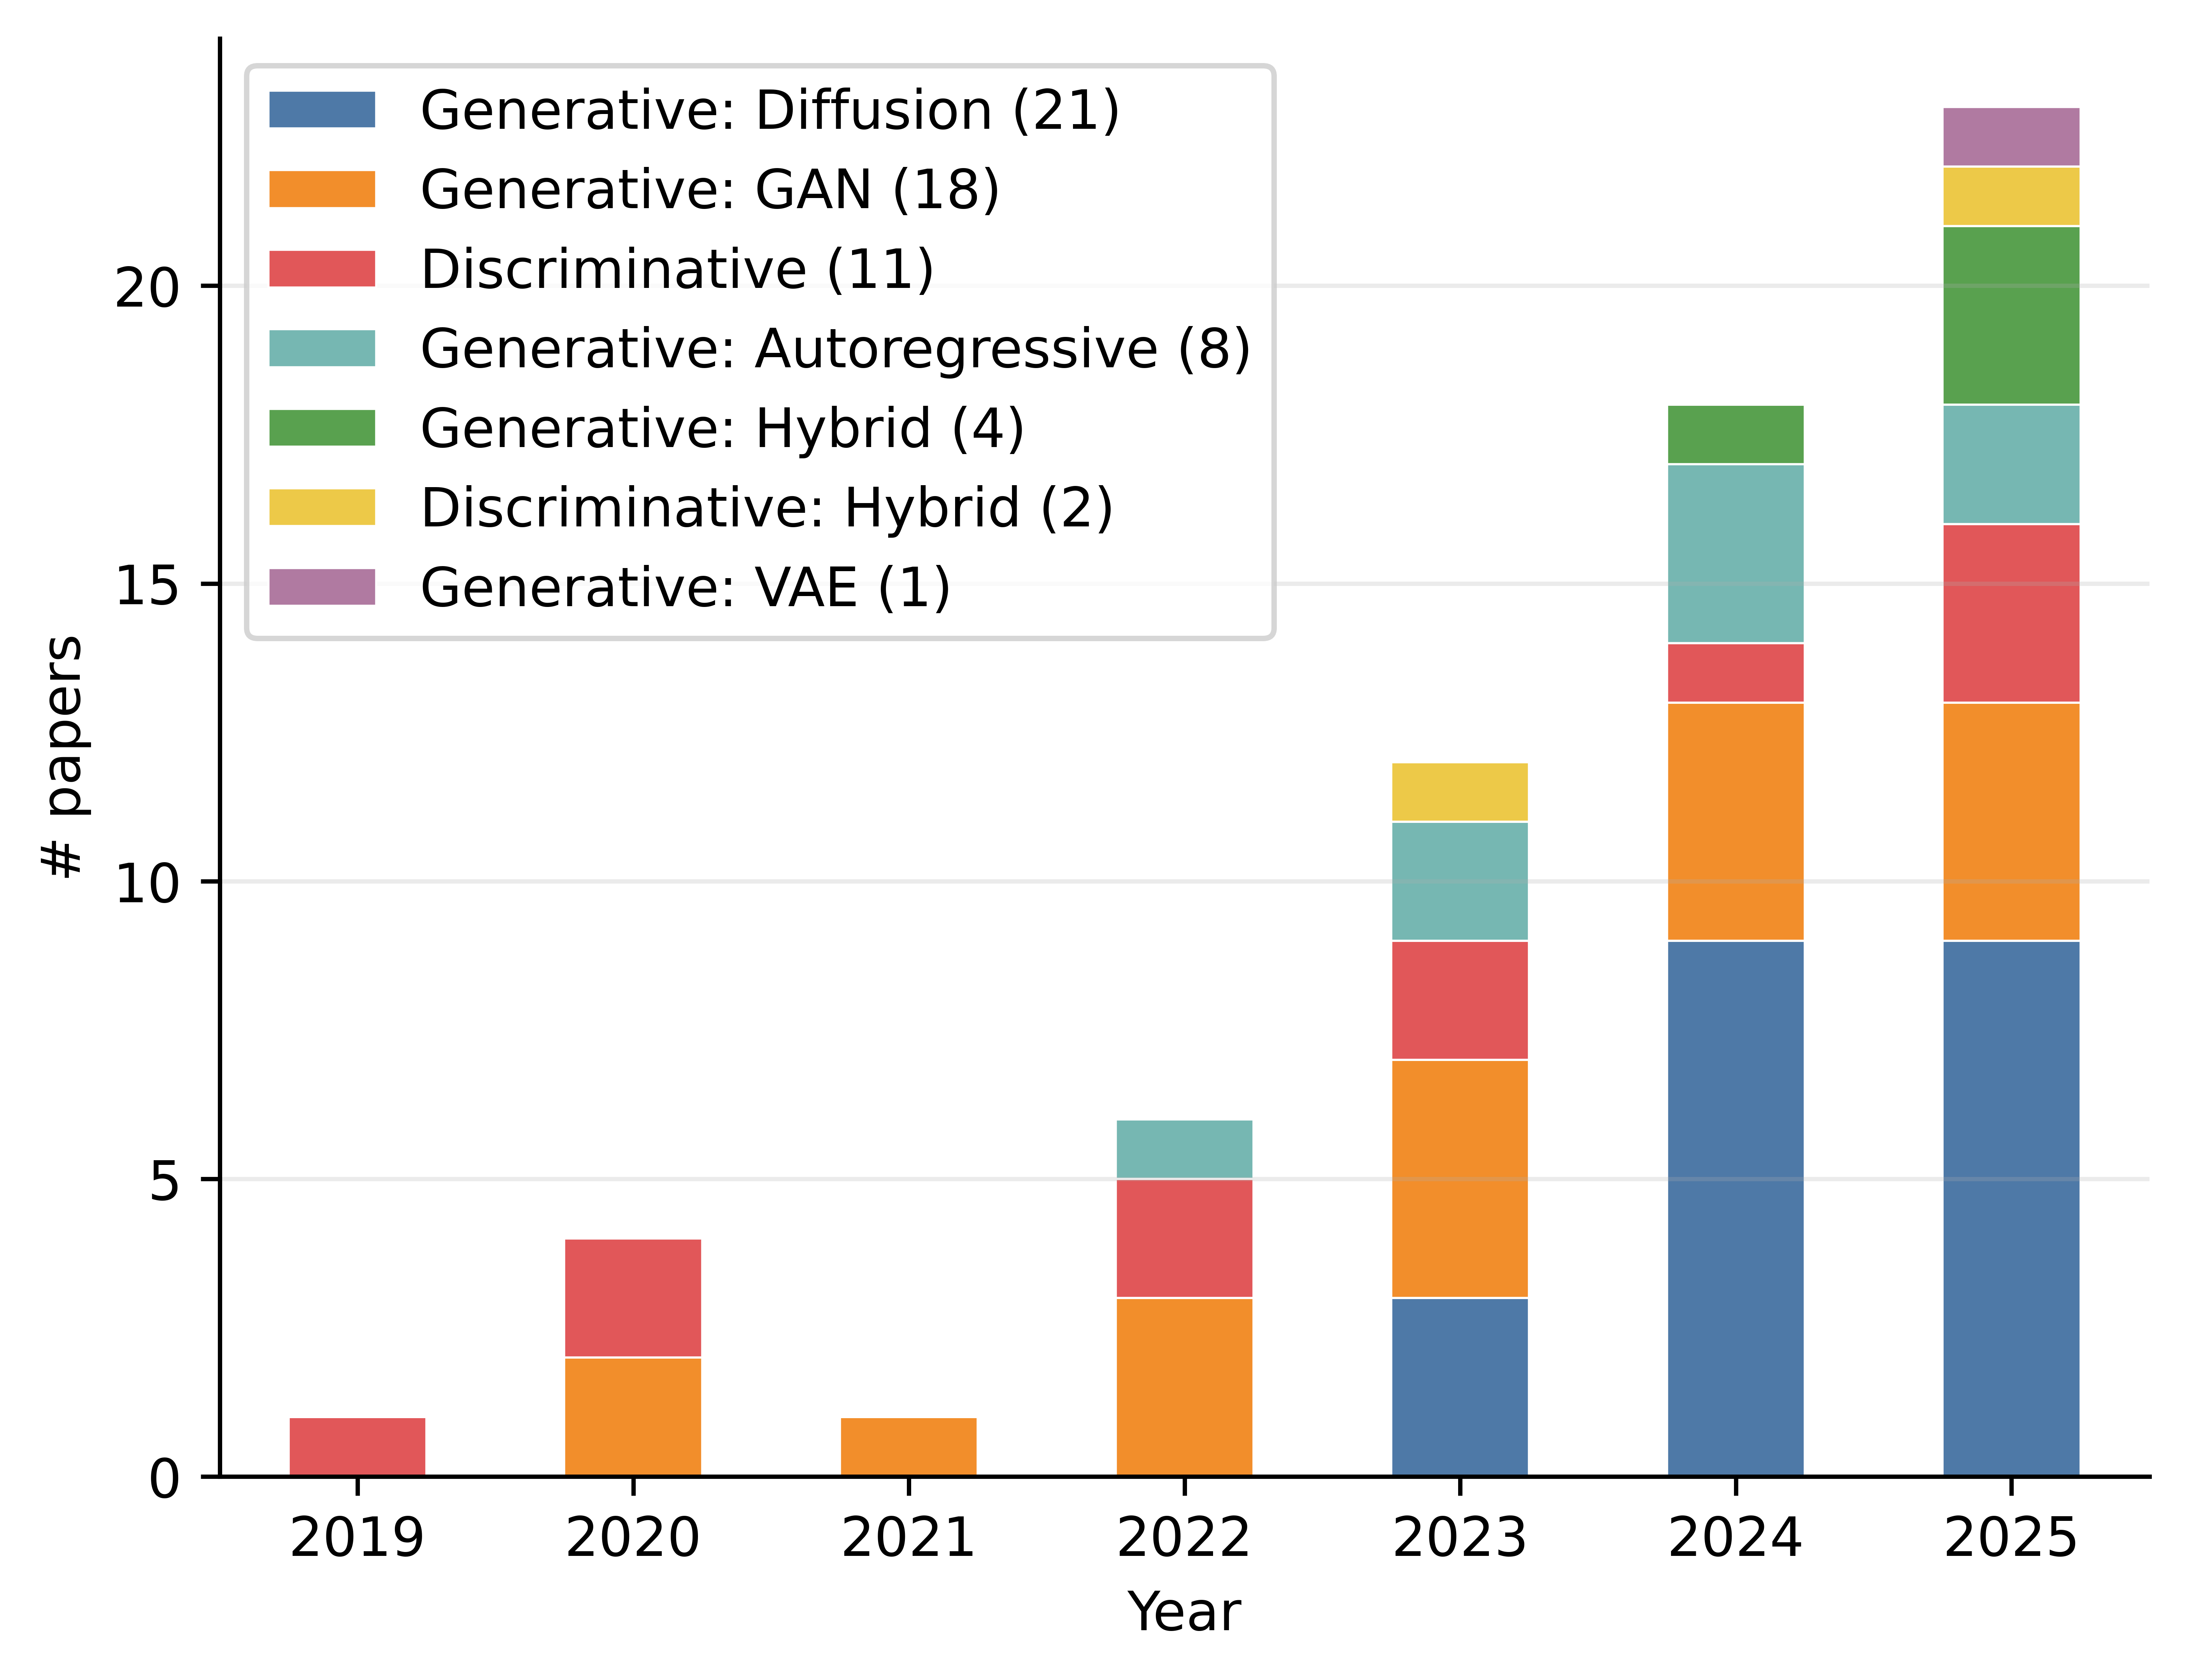 Generative: Diffusion (21)
Generative: GAN (18)
Discriminative (11)
Generative: Autoregressive (8)
Generative: Hybrid (4)
Discriminative: Hybrid (2)
Generative: VAE (1)
# papers
20
15
10
5
0
2019 2020 2021 2022 2023 2024 2025
Year